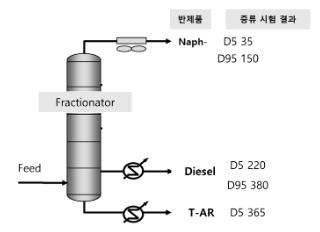 반제품 증류 시험 결과
Naph- D5 35
D95 150
Fractionator
Feed
Diesel D5 220
D95 380
T-AR D5 365